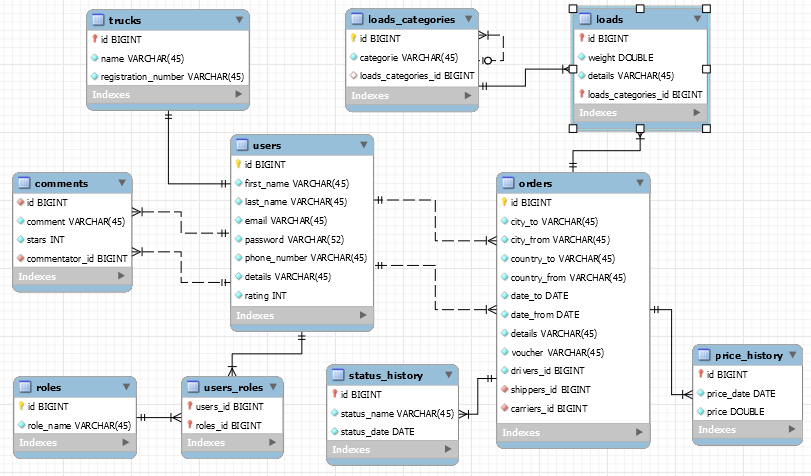 trucks
id BIGINT
name VARCHAR(45)
registration_number VARCHAR(45)
Indexes
loads_categories
id BIGINT
categorie VARCHAR(45)
loads_categories_id BIGINT
Indexes
loads
id BIGINT
weight DOUBLE
details VARCHAR(45)
loads_categories_id BIGINT
Indexes
users
id BIGINT
first_name VARCHAR(45)
last_name VARCHAR(45)
email VARCHAR(45)
password VARCHAR(52)
phone_number VARCHAR(45)
details VARCHAR(45)
rating INT
Indexes
comments
id BIGINT
comment VARCHAR(45)
stars INT
commentator_id BIGINT
Indexes
orders
id BIGINT
city_to VARCHAR(45)
city_from VARCHAR(45)
country_to VARCHAR(45)
country_from VARCHAR(45)
date_to DATE
date_from DATE
details VARCHAR(45)
voucher VARCHAR(45)
drivers_id BIGINT
shippers_id BIGINT
carriers_id BIGINT
Indexes
price_history
id BIGINT
price_date DATE
price DOUBLE
Indexes
roles
id BIGINT
role_name VARCHAR(45)
Indexes
users_roles
users_id BIGINT
roles_id BIGINT
Indexes
status_history
id BIGINT
status_name VARCHAR(45)
status_date DATE
Indexes